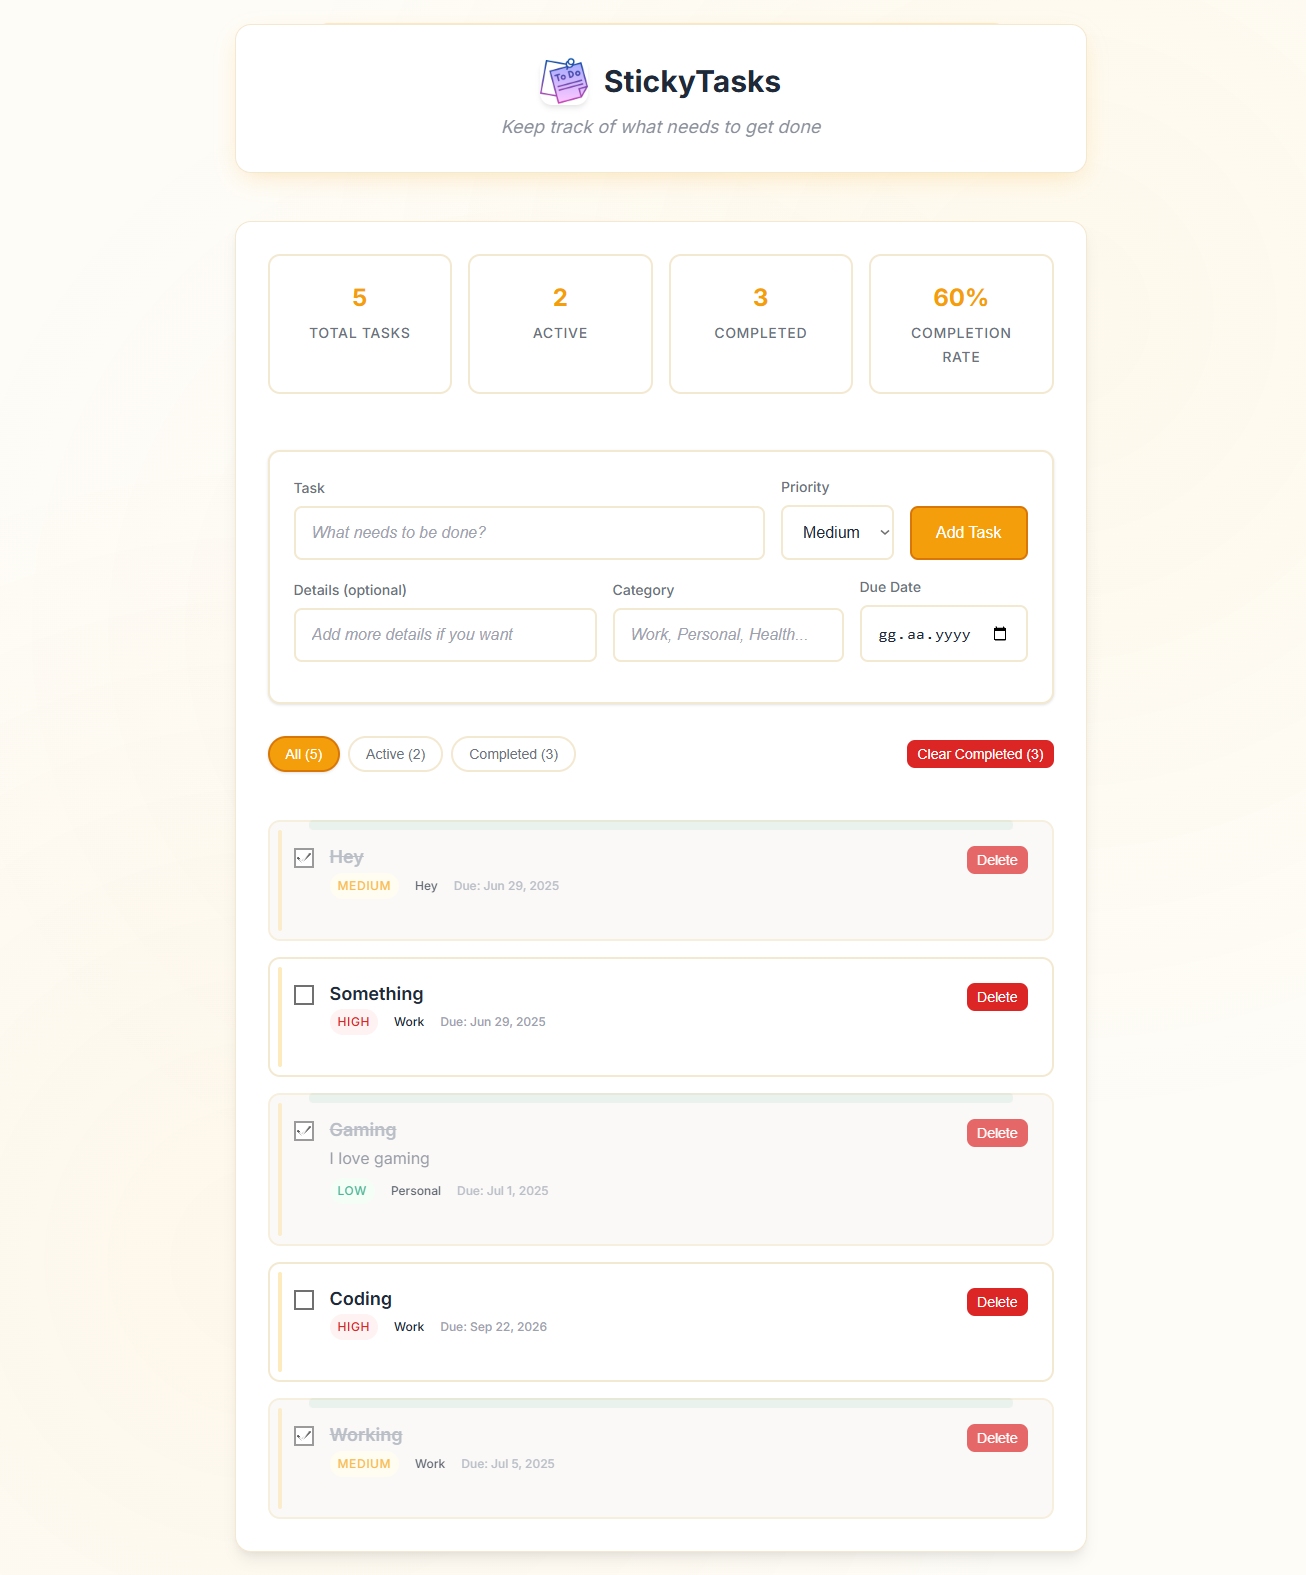 To Do
StickyTasks
Keep track of what needs to get done
5
TOTAL TASKS
2
ACTIVE
3
COMPLETED
60%
COMPLETION
RATE
Task
What needs to be done?
Priority
Medium
Add Task
Details (optional)
Add more details if you want
Category
Work, Personal, Health...
Due Date
gg.aa.yyyy
All (5)
Active (2)
Completed (3)
Clear Completed (3)
Hey
Delete
MEDIUM Hey Due: Jun 29, 2025
Something
Delete
HIGH Work Due: Jun 29, 2025
Gaming
Delete
I love gaming
LOW Personal Due: Jul 1, 2025
Coding
Delete
HIGH Work Due: Sep 22, 2026
Working
Delete
MEDIUM Work Due: Jul 5, 2025